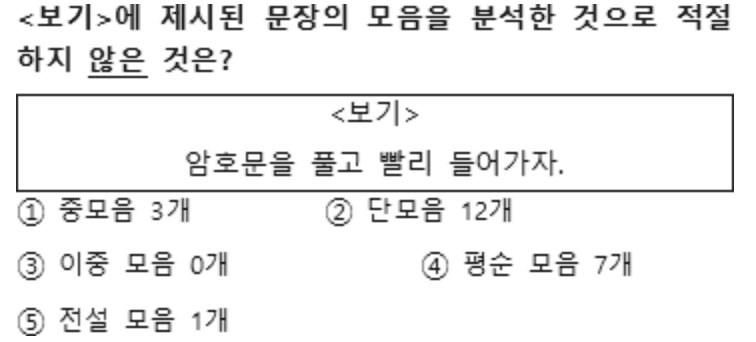 <보기>에 제시된 문장의 모음을 분석한 것으로 적절
하지 않은 것은?
<보기>
암호문을 풀고 빨리 들어가자.
① 중모음 3개 ② 단모음 12개
③ 이중 모음 0개 ④ 평순 모음 7개
⑤ 전설 모음 1개